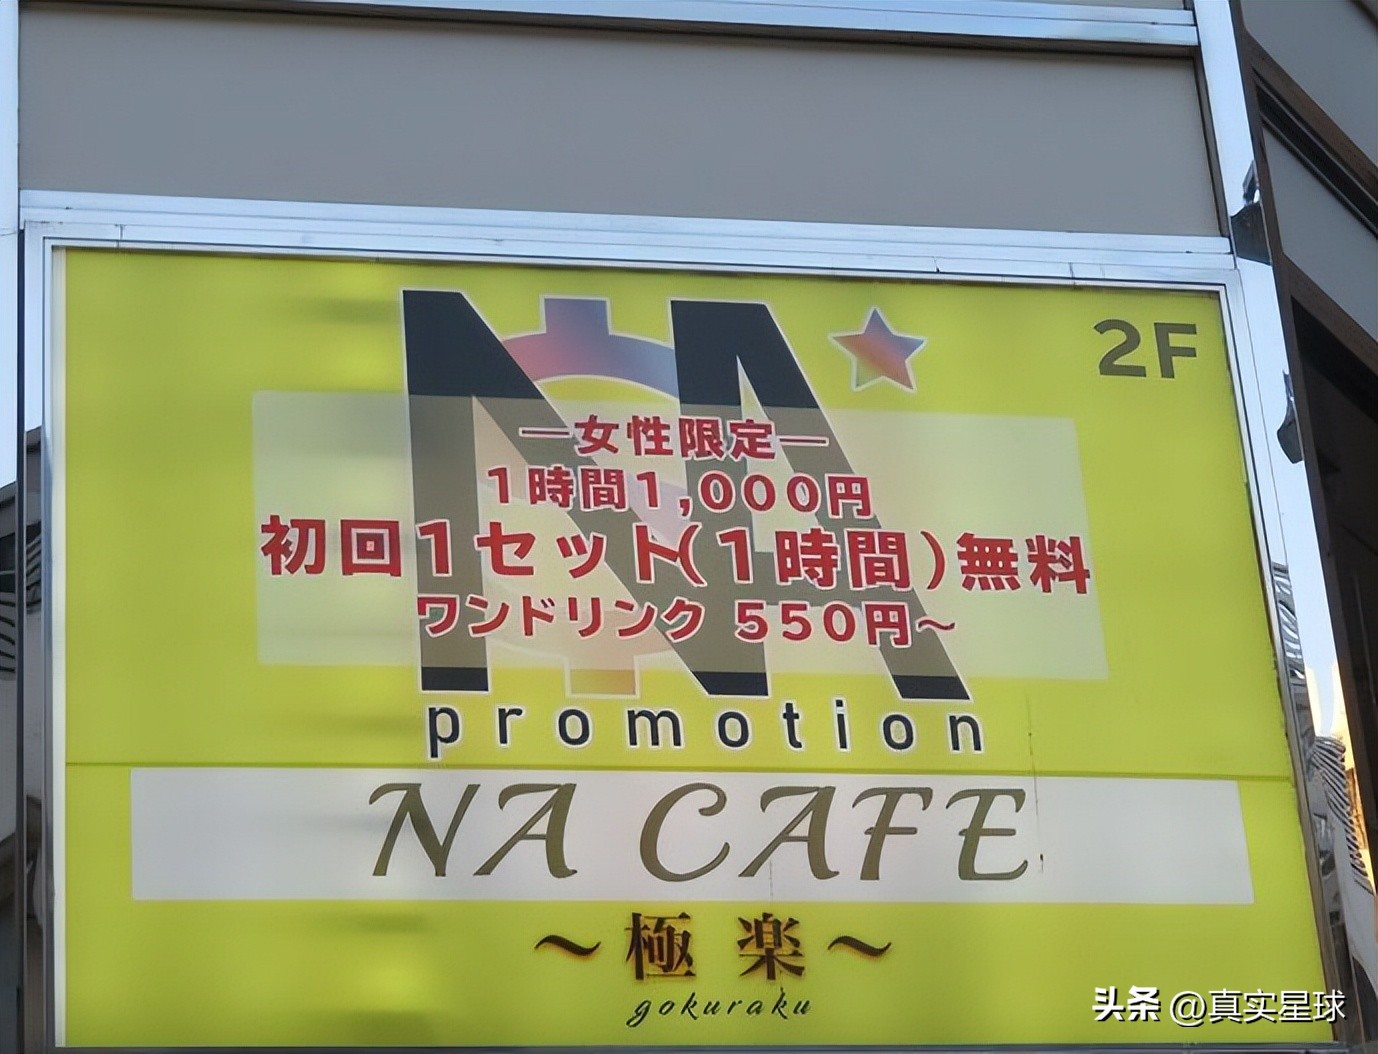 2F
NA
―女性限定―
1時間1,000円
初回1セット(1時間)無料
ワンドリンク 550円～
promotion
NA CAFE
～極楽～
gokuraku
头条 @真实星球